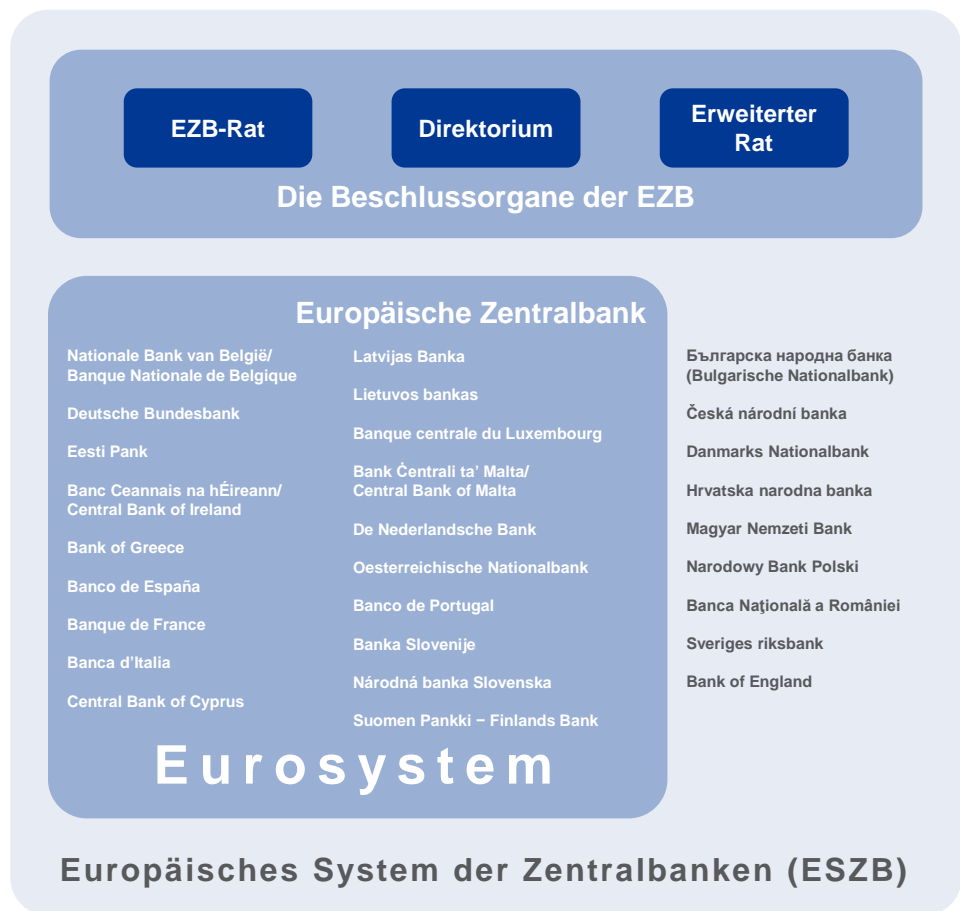 EZB-Rat
Direktorium
Erweiterter
Rat
Die Beschlussorgane der EZB
Europäische Zentralbank
Nationale Bank van België/
Banque Nationale de Belgique
Deutsche Bundesbank
Eesti Pank
Banc Ceannais na hÉireann/
Central Bank of Ireland
Bank of Greece
Banco de España
Banque de France
Banca d’Italia
Central Bank of Cyprus
Latvijas Banka
Lietuvos bankas
Banque centrale du Luxembourg
Bank Ċentrali ta’ Malta/
Central Bank of Malta
De Nederlandsche Bank
Oesterreichische Nationalbank
Banco de Portugal
Banka Slovenije
Národná banka Slovenska
Suomen Pankki − Finlands Bank
Българска народна банка
(Bulgarische Nationalbank)
Česká národní banka
Danmarks Nationalbank
Hrvatska narodna banka
Magyar Nemzeti Bank
Narodowy Bank Polski
Banca Naţională a României
Sveriges riksbank
Bank of England
Eurosystem
Europäisches System der Zentralbanken (ESZB)